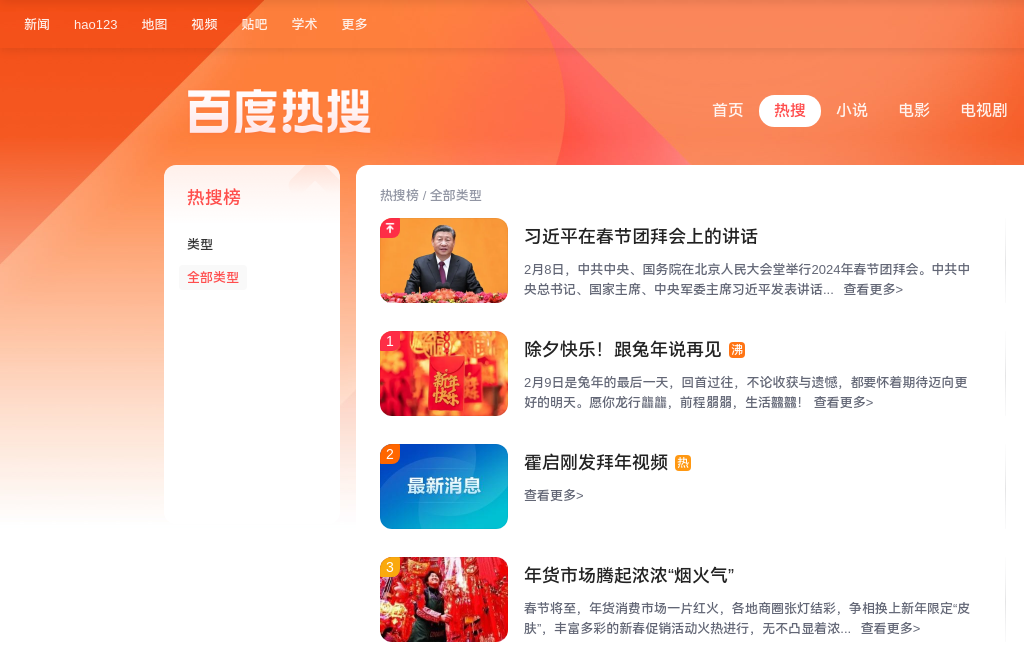 新闻 hao123 地图 视频 贴吧 学术 更多
百度热搜
首页 热搜 小说 电影 电视剧
热搜榜
类型
全部类型
热搜榜 / 全部类型
习近平在春节团拜会上的讲话
2月8日，中共中央、国务院在北京人民大会堂举行2024年春节团拜会。中共中
央总书记、国家主席、中央军委主席习近平发表讲话... 查看更多>
1
新年快乐
除夕快乐！跟兔年说再见 沸
2月9日是兔年的最后一天，回首过往，不论收获与遗憾，都要怀着期待迈向更
好的明天。愿你龙行龘龘，前程朤朤，生活䲜䲜！ 查看更多>
2
最新消息
霍启刚发拜年视频 热
查看更多>
3
年货市场腾起浓浓“烟火气”
春节将至，年货消费市场一片红火，各地商圈张灯结彩，争相换上新年限定“皮
肤”，丰富多彩的新春促销活动火热进行，无不凸显着浓... 查看更多>